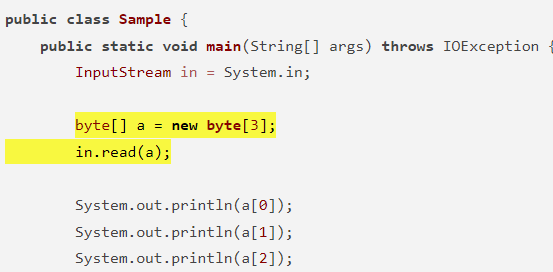 public class Sample {
public static void main(String[] args) throws IOException {
InputStream in = System.in;
byte[] a = new byte[3];
in.read(a);
System.out.println(a[0]);
System.out.println(a[1]);
System.out.println(a[2]);